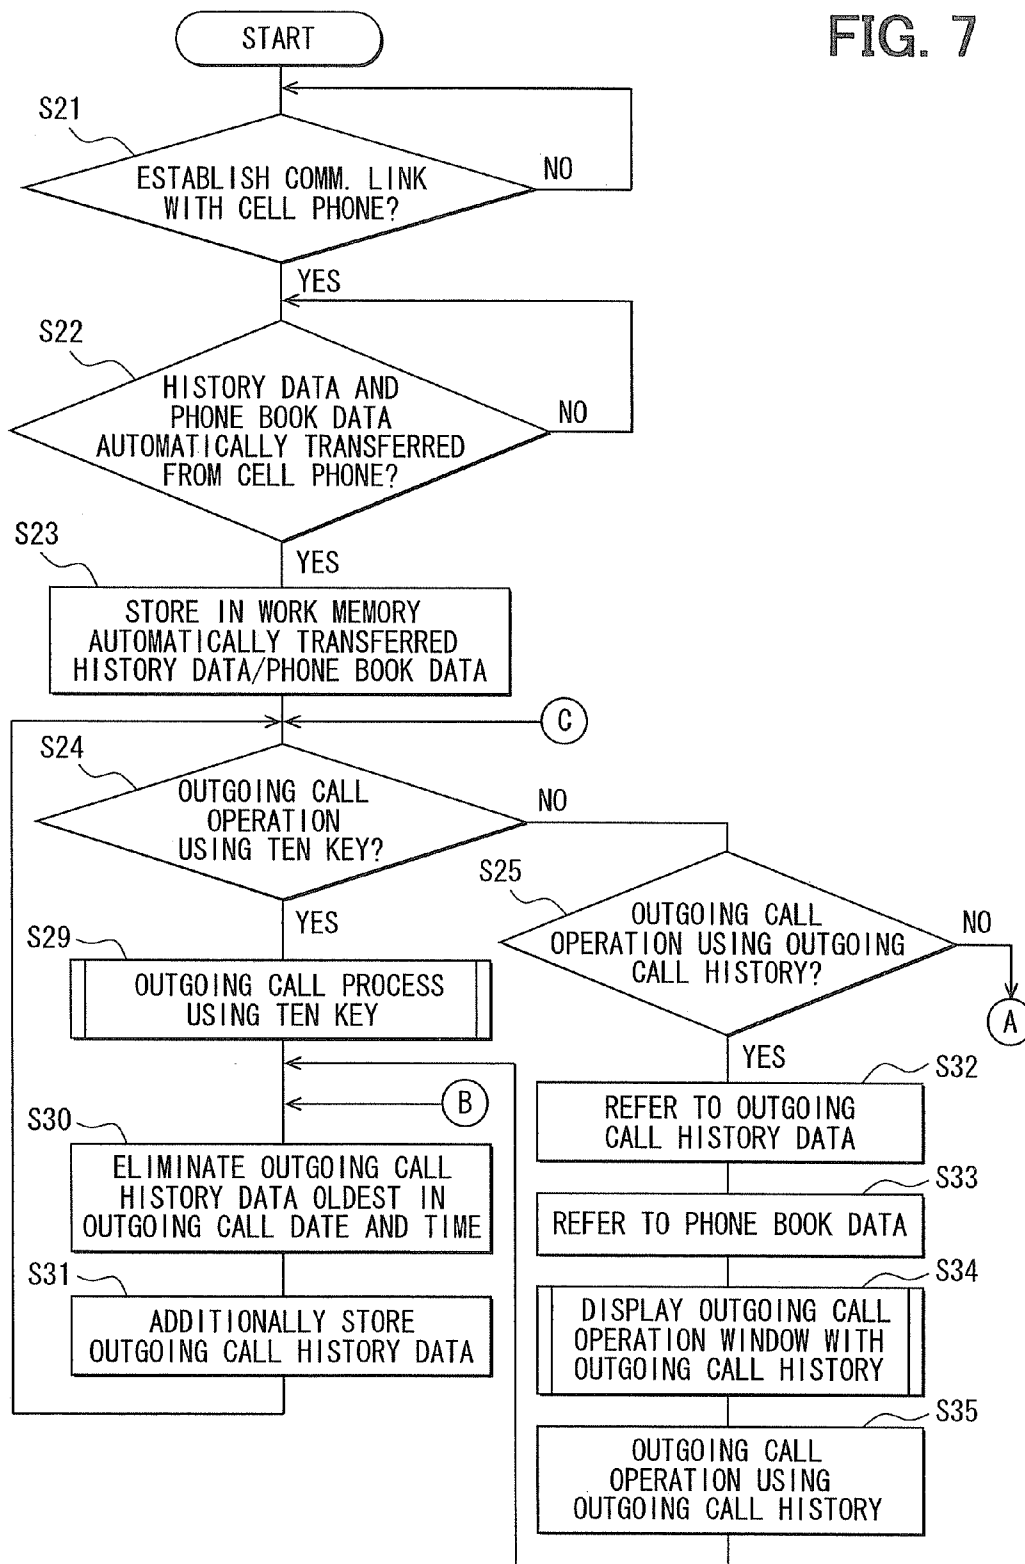 FIG. 7
START
S21
ESTABLISH COMM. LINK
WITH CELL PHONE?
NO
YES
S22
HISTORY DATA AND
PHONE BOOK DATA
AUTOMATICALLY TRANSFERRED
FROM CELL PHONE?
NO
YES
S23
STORE IN WORK MEMORY
AUTOMATICALLY TRANSFERRED
HISTORY DATA/PHONE BOOK DATA
C
S24
OUTGOING CALL
OPERATION
USING TEN KEY?
NO
YES
S25
OUTGOING CALL
OPERATION USING OUTGOING
CALL HISTORY?
NO
A
YES
S29
OUTGOING CALL PROCESS
USING TEN KEY
B
S30
ELIMINATE OUTGOING CALL
HISTORY DATA OLDEST IN
OUTGOING CALL DATE AND TIME
S31
ADDITIONALLY STORE
OUTGOING CALL HISTORY DATA
S32
REFER TO OUTGOING
CALL HISTORY DATA
S33
REFER TO PHONE BOOK DATA
S34
DISPLAY OUTGOING CALL
OPERATION WINDOW WITH
OUTGOING CALL HISTORY
S35
OUTGOING CALL
OPERATION USING
OUTGOING CALL HISTORY